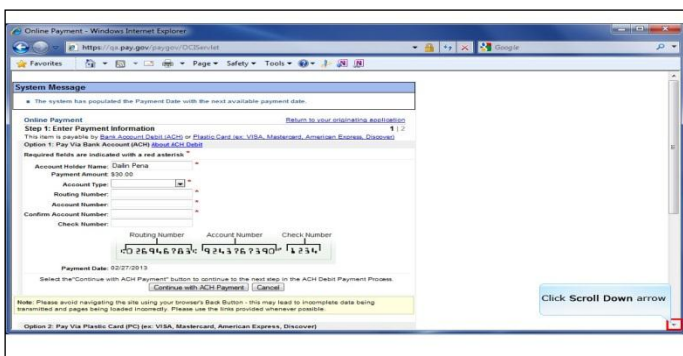 Online Payment - Windows Internet Explorer
https://qa.pay.gov/paygov/OCIServlet
Google
Favorites
Page Safety Tools
System Message
The system has populated the Payment Date with the next available payment date.
Online Payment Return to your originating application
Step 1: Enter Payment Information 1 | 2
This item is payable by Bank Account Debit (ACH) or Plastic Card (ex: VISA, Mastercard, American Express, Discover)
Option 1: Pay Via Bank Account (ACH) About ACH Debit
Required fields are indicated with a red asterisk *
Account Holder Name: Dailin Pena *
Payment Amount: $30.00
Account Type: *
Routing Number: *
Account Number: *
Confirm Account Number: *
Check Number:
Routing Number Account Number Check Number
026946783 9243767390 1234
Payment Date: 02/27/2013
Select the"Continue with ACH Payment" button to continue to the next step in the ACH Debit Payment Process.
Continue with ACH Payment Cancel
Note: Please avoid navigating the site using your browser's Back Button - this may lead to incomplete data being
transmitted and pages being loaded incorrectly. Please use the links provided whenever possible.
Option 2: Pay Via Plastic Card (PC) (ex: VISA, Mastercard, American Express, Discover)
Click Scroll Down arrow